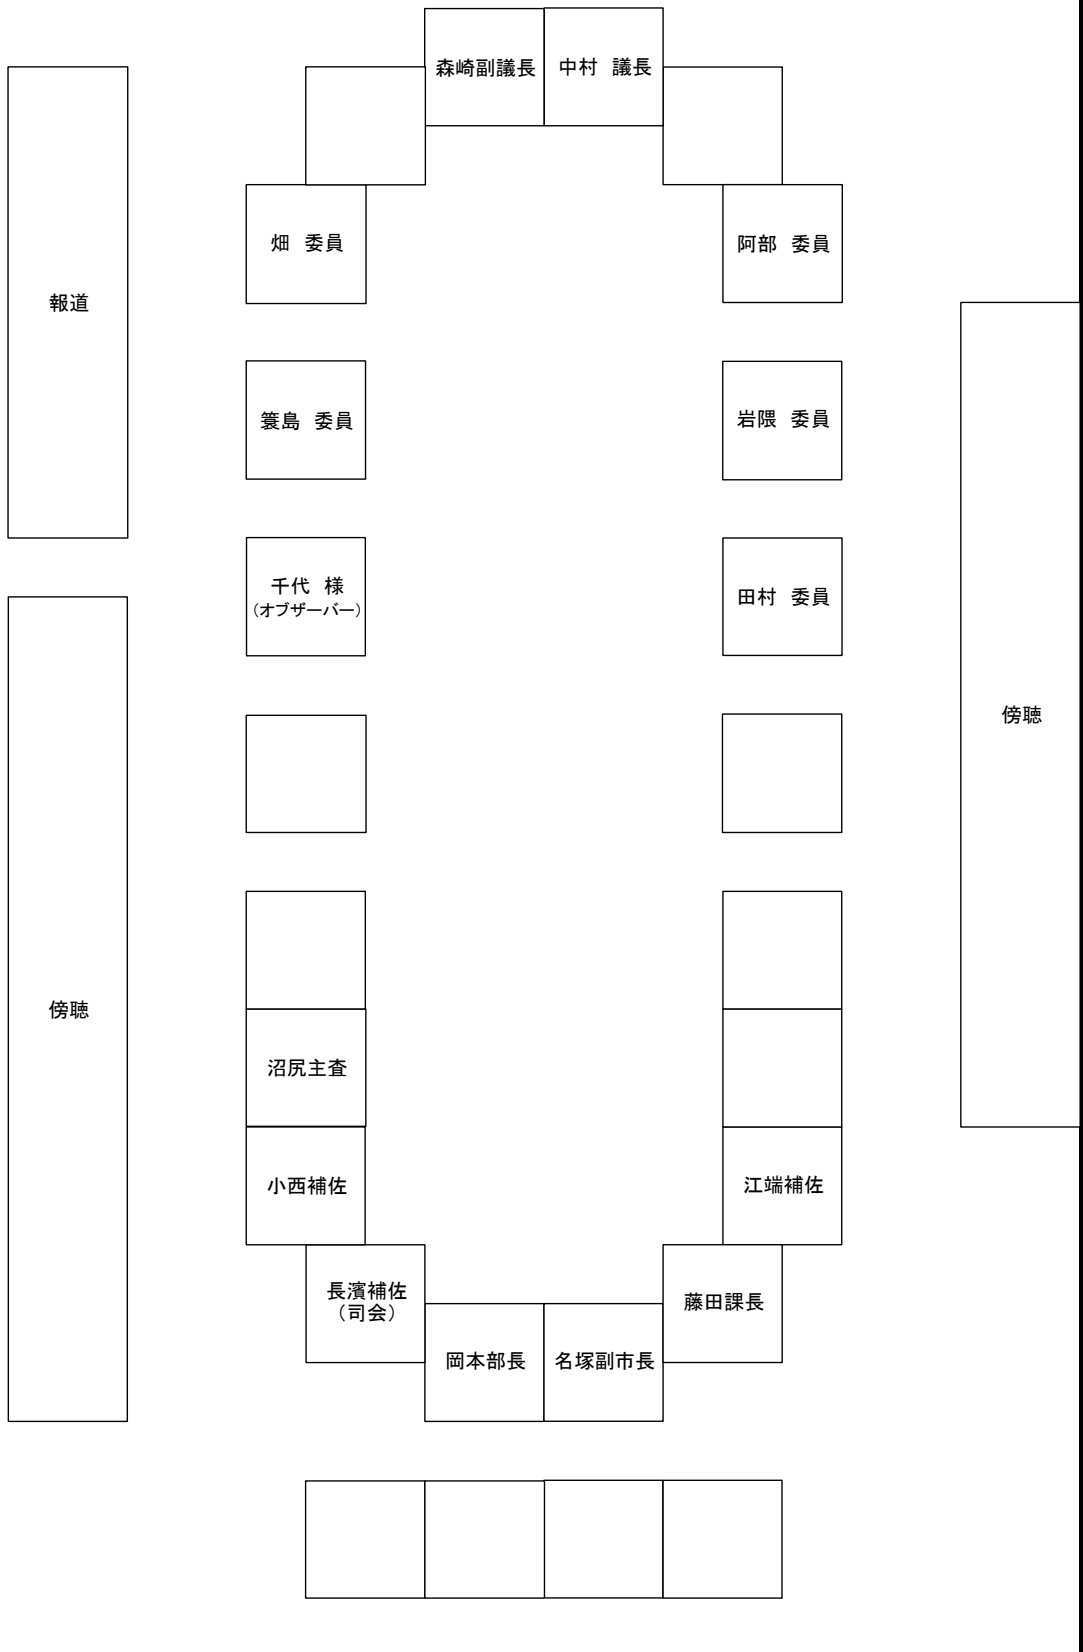 森崎副議長
中村　議長
畑　委員
阿部　委員
報道
簑島　委員
岩隈　委員
千代　様
（オブザーバー）
田村　委員
傍聴
傍聴
沼尻主査
小西補佐
江端補佐
長濱補佐
（司会）
藤田課長
岡本部長
名塚副市長